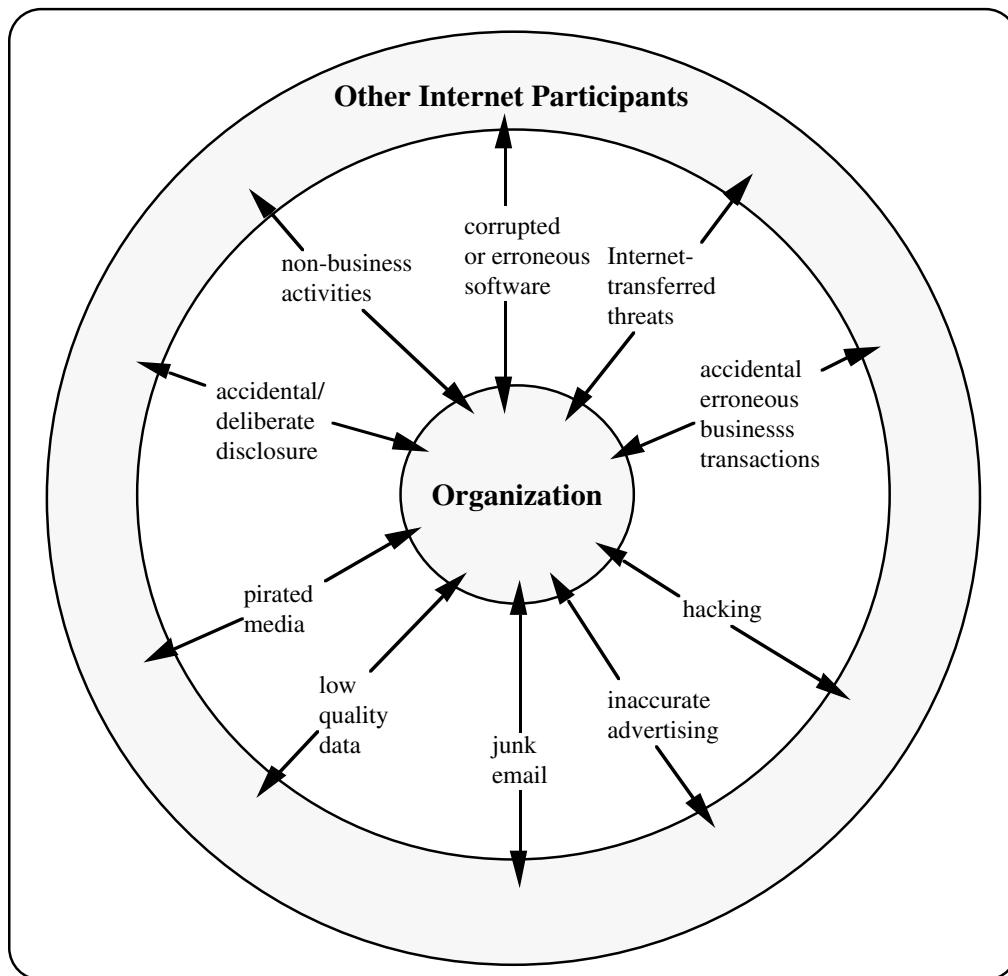 Other Internet Participants
corrupted
or erroneous
software
Internet-
transferred
threats
non-business
activities
accidental
erroneous
businesss
transactions
accidental/
deliberate
disclosure
Organization
pirated
media
hacking
low
quality
data
inaccurate
advertising
junk
email